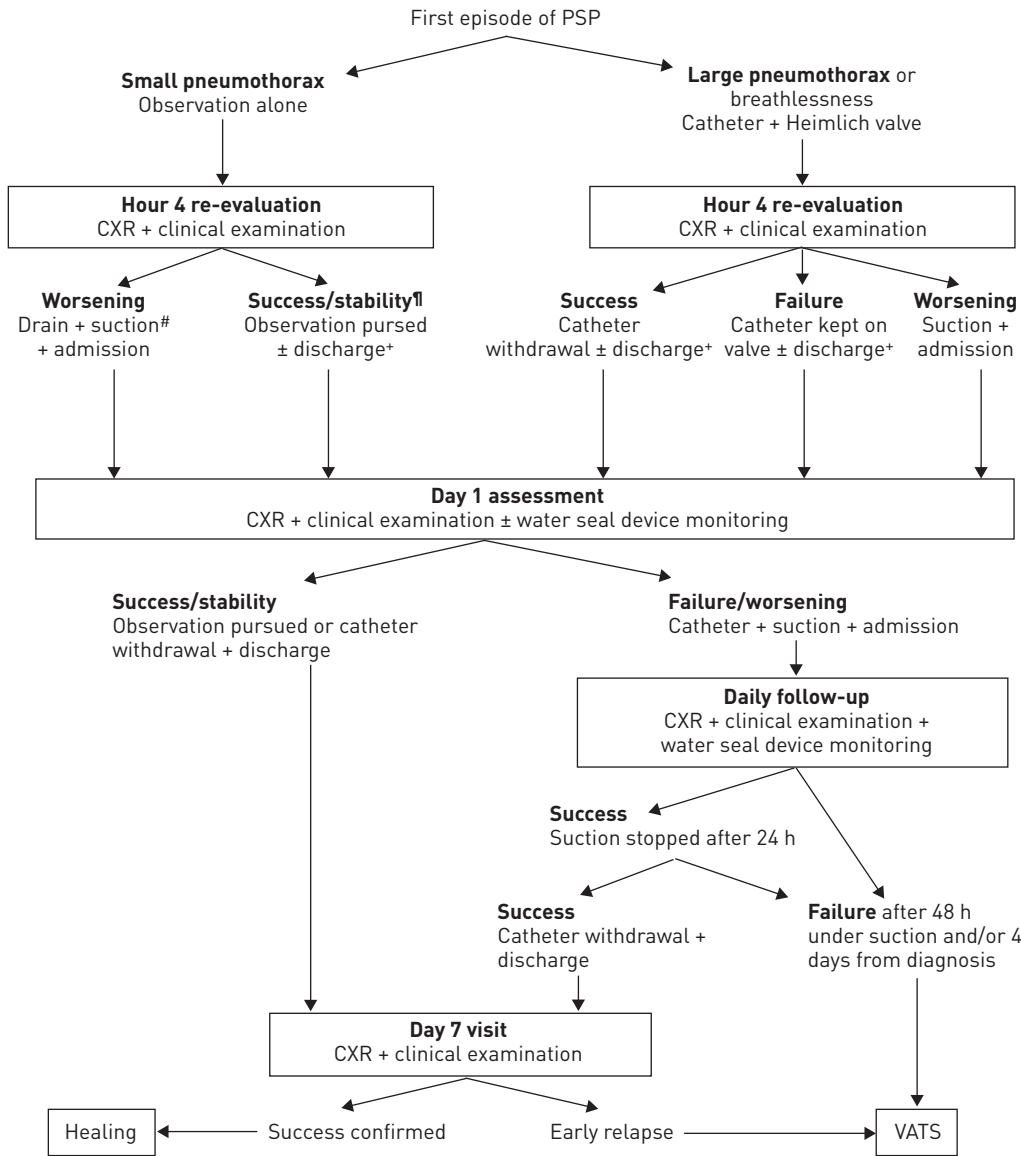 First episode of PSP
Small pneumothorax
Observation alone
Large pneumothorax or
breathlessness
Catheter + Heimlich valve
Hour 4 re-evaluation
CXR + clinical examination
Hour 4 re-evaluation
CXR + clinical examination
Worsening
Drain + suction#
+ admission
Success/stability¶
Observation pursed
± discharge+
Success
Catheter
withdrawal ± discharge+
Failure
Catheter kept on
valve ± discharge+
Worsening
Suction +
admission
Day 1 assessment
CXR + clinical examination ± water seal device monitoring
Success/stability
Observation pursued or catheter
withdrawal + discharge
Failure/worsening
Catheter + suction + admission
Daily follow-up
CXR + clinical examination +
water seal device monitoring
Success
Suction stopped after 24 h
Success
Catheter withdrawal +
discharge
Failure after 48 h
under suction and/or 4
days from diagnosis
Day 7 visit
CXR + clinical examination
Healing
Success confirmed
Early relapse
VATS